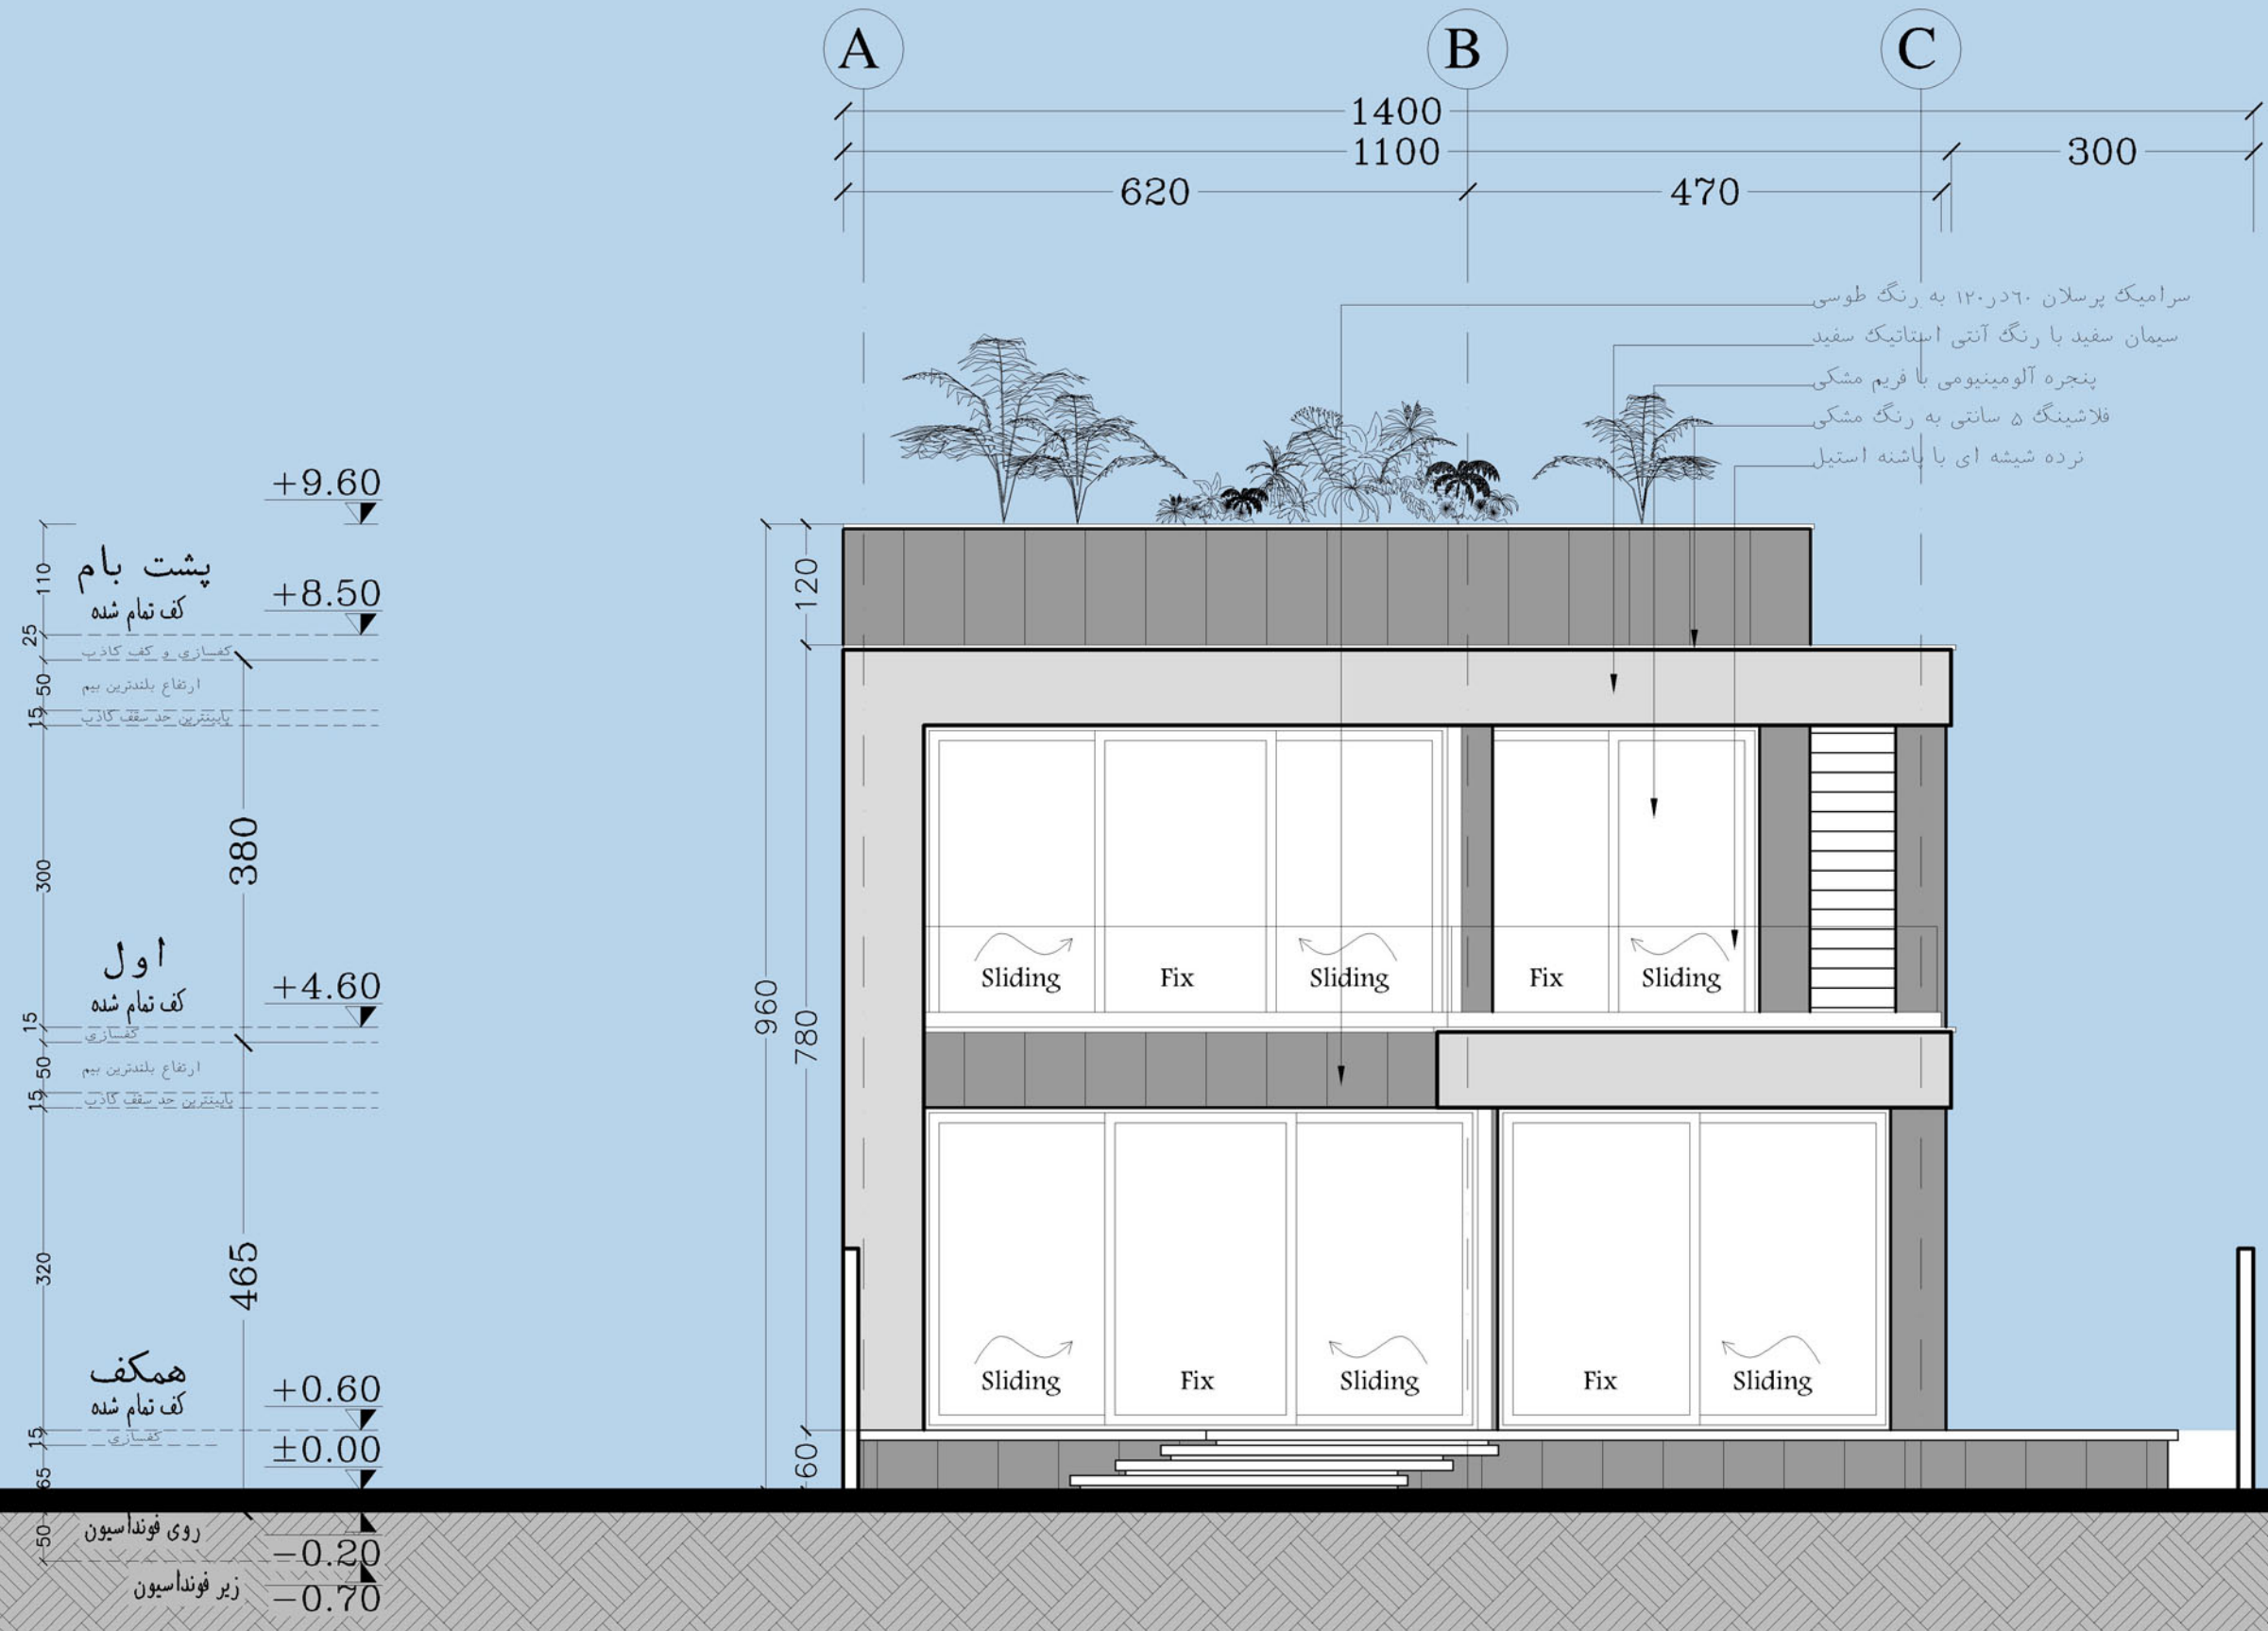 A
B
C
1400
1100
300
620
470
سرامیک پرسلان ۶۰در۱۲۰ به رنگ طوسی
سیمان سفید با رنگ آنتی استاتیک سفید
پنجره آلومینیومی با فریم مشکی
فلاشینگ ۵ سانتی به رنگ مشکی
نرده شیشه ای با پاشنه استیل
+9.60
110
پشت بام
کف تمام شده
+8.50
120
25
کفسازی و کف کاذب
50
ارتفاع بلندترین بیم
15
پایینترین حد سقف کاذب
380
300
اول
کف تمام شده
+4.60
960
780
Sliding
Fix
Sliding
Fix
Sliding
15
کفسازی
50
ارتفاع بلندترین بیم
15
پایینترین حد سقف کاذب
465
320
همکف
کف تمام شده
+0.60
Sliding
Fix
Sliding
Fix
Sliding
15
کفسازی
±0.00
60
65
50
روی فونداسیون
−0.20
زیر فونداسیون
−0.70